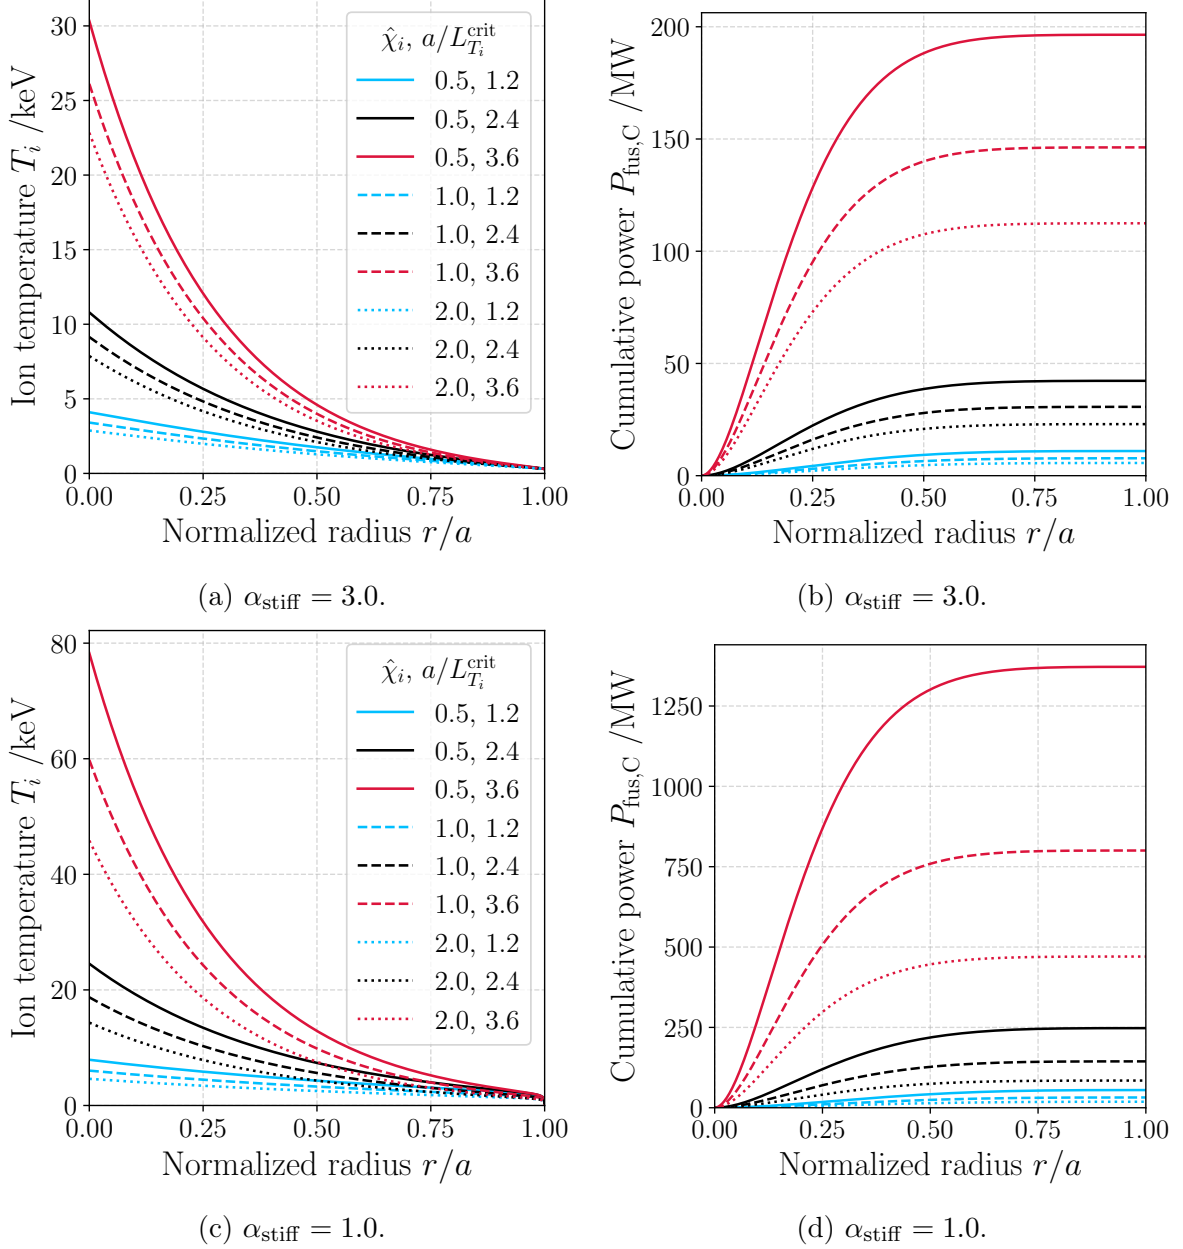 Ion temperature T_i /keV
30
25
20
15
10
5
0
0.00 0.25 0.50 0.75 1.00
Normalized radius r/a
χ̂_i, a/L_{T_i}^{crit}
0.5, 1.2
0.5, 2.4
0.5, 3.6
1.0, 1.2
1.0, 2.4
1.0, 3.6
2.0, 1.2
2.0, 2.4
2.0, 3.6
(a) α_stiff = 3.0.
Cumulative power P_{fus,C} /MW
200
150
100
50
0
0.00 0.25 0.50 0.75 1.00
Normalized radius r/a
(b) α_stiff = 3.0.
Ion temperature T_i /keV
80
60
40
20
0
0.00 0.25 0.50 0.75 1.00
Normalized radius r/a
χ̂_i, a/L_{T_i}^{crit}
0.5, 1.2
0.5, 2.4
0.5, 3.6
1.0, 1.2
1.0, 2.4
1.0, 3.6
2.0, 1.2
2.0, 2.4
2.0, 3.6
(c) α_stiff = 1.0.
Cumulative power P_{fus,C} /MW
1250
1000
750
500
250
0
0.00 0.25 0.50 0.75 1.00
Normalized radius r/a
(d) α_stiff = 1.0.